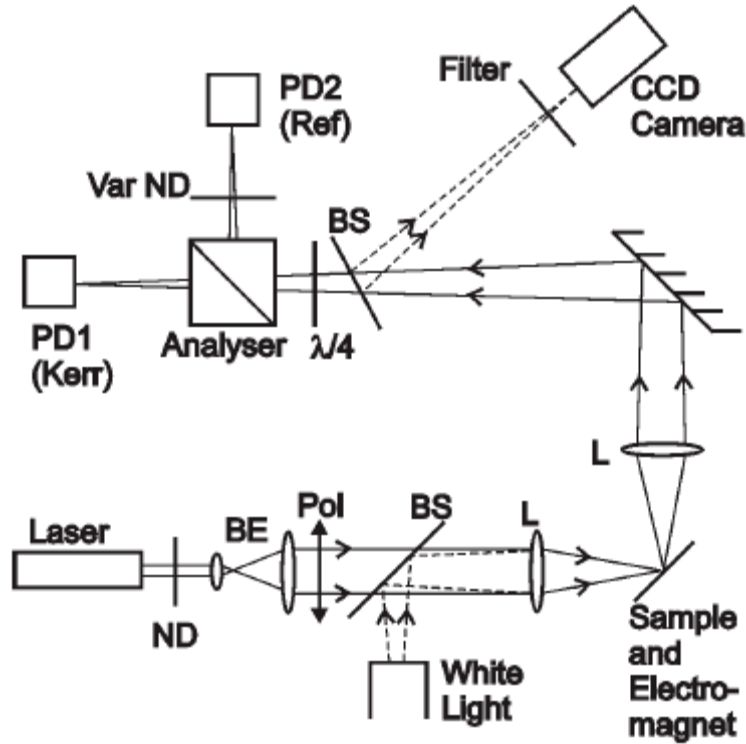 PD2
(Ref)
Filter
CCD
Camera
Var ND
BS
PD1
(Kerr)
Analyser
λ/4
L
Laser
ND
BE
Pol
BS
L
White
Light
Sample
and
Electro-
magnet